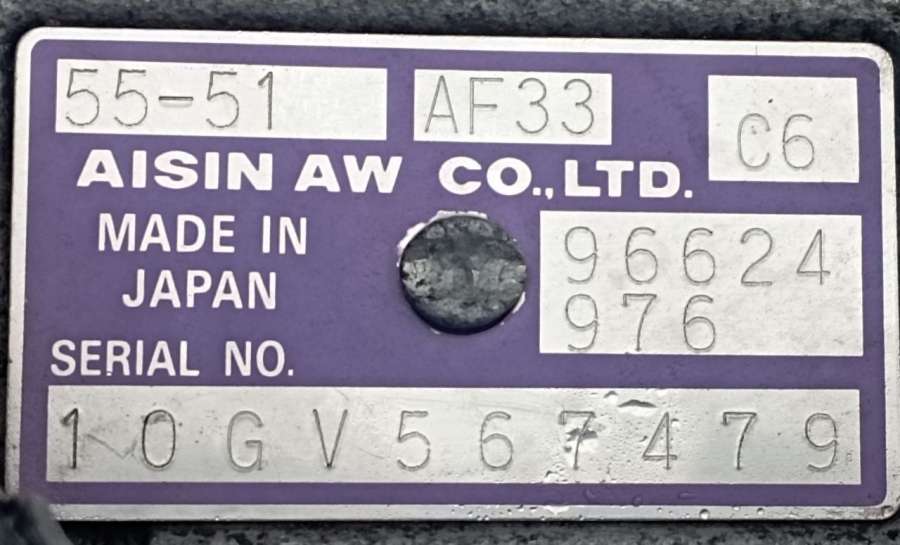 55-51 AF33 C6
AISIN AW CO.,LTD.
MADE IN
JAPAN
96624
976
SERIAL NO.
10GV567479